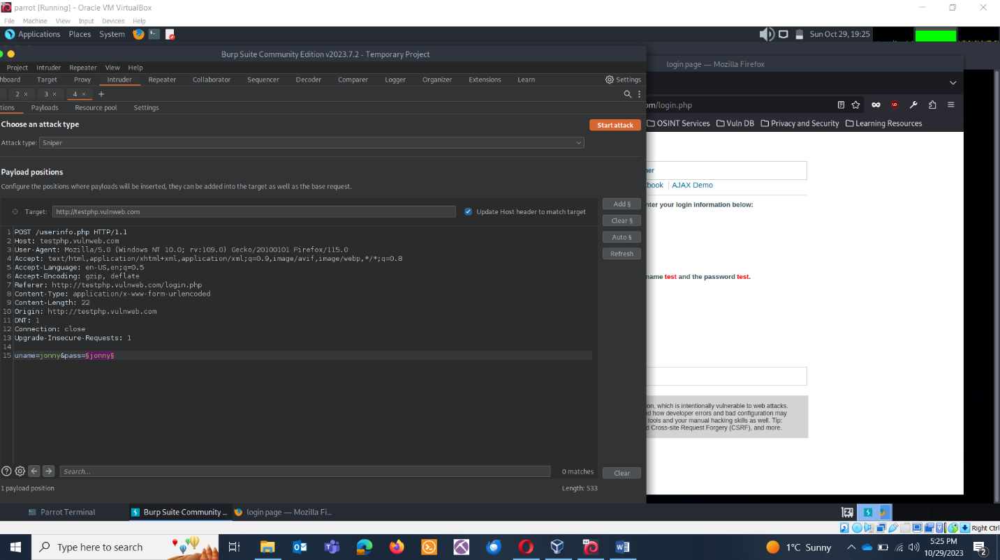 parrot [Running] - Oracle VM VirtualBox
File Machine View Input Devices Help
Applications Places System Sun Oct 29, 19:25
Burp Suite Community Edition v2023.7.2 - Temporary Project
login page — Mozilla Firefox
Project Intruder Repeater View Help
hboard Target Proxy Intruder Repeater Collaborator Sequencer Decoder Comparer Logger Organizer Extensions Learn Settings
2 × 3 × 4 × +
om/login.php
tions Payloads Resource pool Settings
OSINT Services Vuln DB Privacy and Security Learning Resources
Choose an attack type
Start attack
Attack type: Sniper
Payload positions
Configure the positions where payloads will be inserted, they can be added into the target as well as the base request.
Target: http://testphp.vulnweb.com Update Host header to match target
Add §
Clear §
Auto §
Refresh
1 POST /userinfo.php HTTP/1.1
2 Host: testphp.vulnweb.com
3 User-Agent: Mozilla/5.0 (Windows NT 10.0; rv:109.0) Gecko/20100101 Firefox/115.0
4 Accept: text/html,application/xhtml+xml,application/xml;q=0.9,image/avif,image/webp,*/*;q=0.8
5 Accept-Language: en-US,en;q=0.5
6 Accept-Encoding: gzip, deflate
7 Referer: http://testphp.vulnweb.com/login.php
8 Content-Type: application/x-www-form-urlencoded
9 Content-Length: 22
10 Origin: http://testphp.vulnweb.com
11 DNT: 1
12 Connection: close
13 Upgrade-Insecure-Requests: 1
14
15 uname=jonny&pass=§jonny§
Search...
0 matches
Clear
1 payload position
Length: 533
ner
book AJAX Demo
nter your login information below:
name test and the password test.
on, which is intentionally vulnerable to web attacks.
d how developer errors and bad configuration may
tools and your manual hacking skills as well. Tip:
d Cross-site Request Forgery (CSRF), and more.
Parrot Terminal Burp Suite Community ... login page — Mozilla Fi...
Right Ctrl
Type here to search
1°C Sunny
5:25 PM
10/29/2023
2